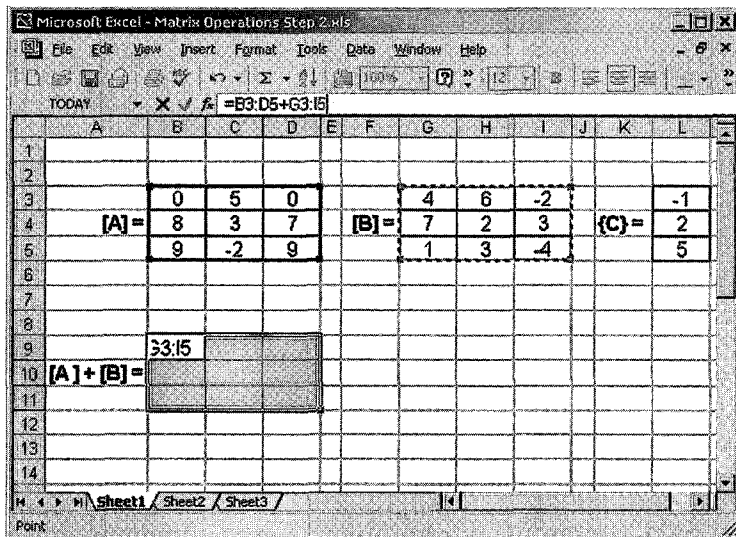 Microsoft Excel - Matrix Operations Step 2.xls
File Edit View Insert Format Tools Data Window Help
100% 12 B
TODAY =B3:D5+G3:I5
A B C D E F G H I J K L
1
2
3 0 5 0 4 6 -2 -1
4 [A] = 8 3 7 [B] = 7 2 3 {C} = 2
5 9 -2 9 1 3 -4 5
6
7
8
9 G3:I5
10 [A ] + [B] =
11
12
13
14
Sheet1 Sheet2 Sheet3
Point